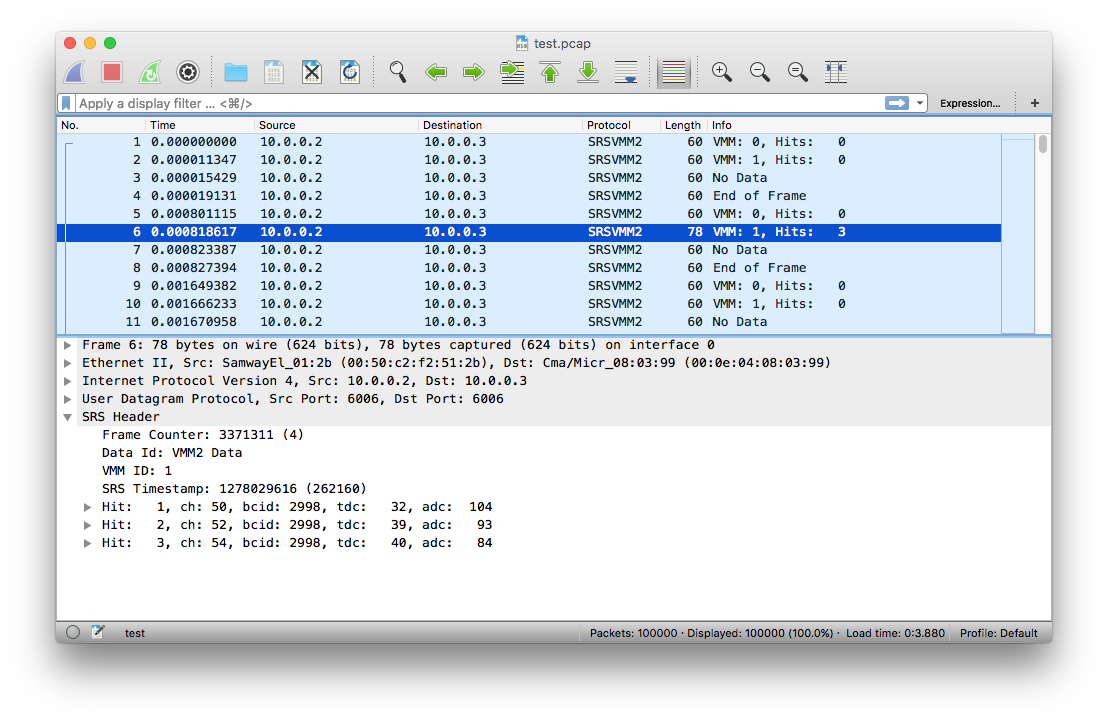 test.pcap
Apply a display filter ... <⌘/>
Expression... +
No. Time Source Destination Protocol Length Info
1 0.000000000 10.0.0.2 10.0.0.3 SRSVMM2 60 VMM: 0, Hits: 0
2 0.000011347 10.0.0.2 10.0.0.3 SRSVMM2 60 VMM: 1, Hits: 0
3 0.000015429 10.0.0.2 10.0.0.3 SRSVMM2 60 No Data
4 0.000019131 10.0.0.2 10.0.0.3 SRSVMM2 60 End of Frame
5 0.000801115 10.0.0.2 10.0.0.3 SRSVMM2 60 VMM: 0, Hits: 0
6 0.000818617 10.0.0.2 10.0.0.3 SRSVMM2 78 VMM: 1, Hits: 3
7 0.000823387 10.0.0.2 10.0.0.3 SRSVMM2 60 No Data
8 0.000827394 10.0.0.2 10.0.0.3 SRSVMM2 60 End of Frame
9 0.001649382 10.0.0.2 10.0.0.3 SRSVMM2 60 VMM: 0, Hits: 0
10 0.001666233 10.0.0.2 10.0.0.3 SRSVMM2 60 VMM: 1, Hits: 0
11 0.001670958 10.0.0.2 10.0.0.3 SRSVMM2 60 No Data
Frame 6: 78 bytes on wire (624 bits), 78 bytes captured (624 bits) on interface 0
Ethernet II, Src: SamwayEl_01:2b (00:50:c2:f2:51:2b), Dst: Cma/Micr_08:03:99 (00:0e:04:08:03:99)
Internet Protocol Version 4, Src: 10.0.0.2, Dst: 10.0.0.3
User Datagram Protocol, Src Port: 6006, Dst Port: 6006
SRS Header
Frame Counter: 3371311 (4)
Data Id: VMM2 Data
VMM ID: 1
SRS Timestamp: 1278029616 (262160)
Hit: 1, ch: 50, bcid: 2998, tdc: 32, adc: 104
Hit: 2, ch: 52, bcid: 2998, tdc: 39, adc: 93
Hit: 3, ch: 54, bcid: 2998, tdc: 40, adc: 84
test
Packets: 100000 · Displayed: 100000 (100.0%) · Load time: 0:3.880
Profile: Default